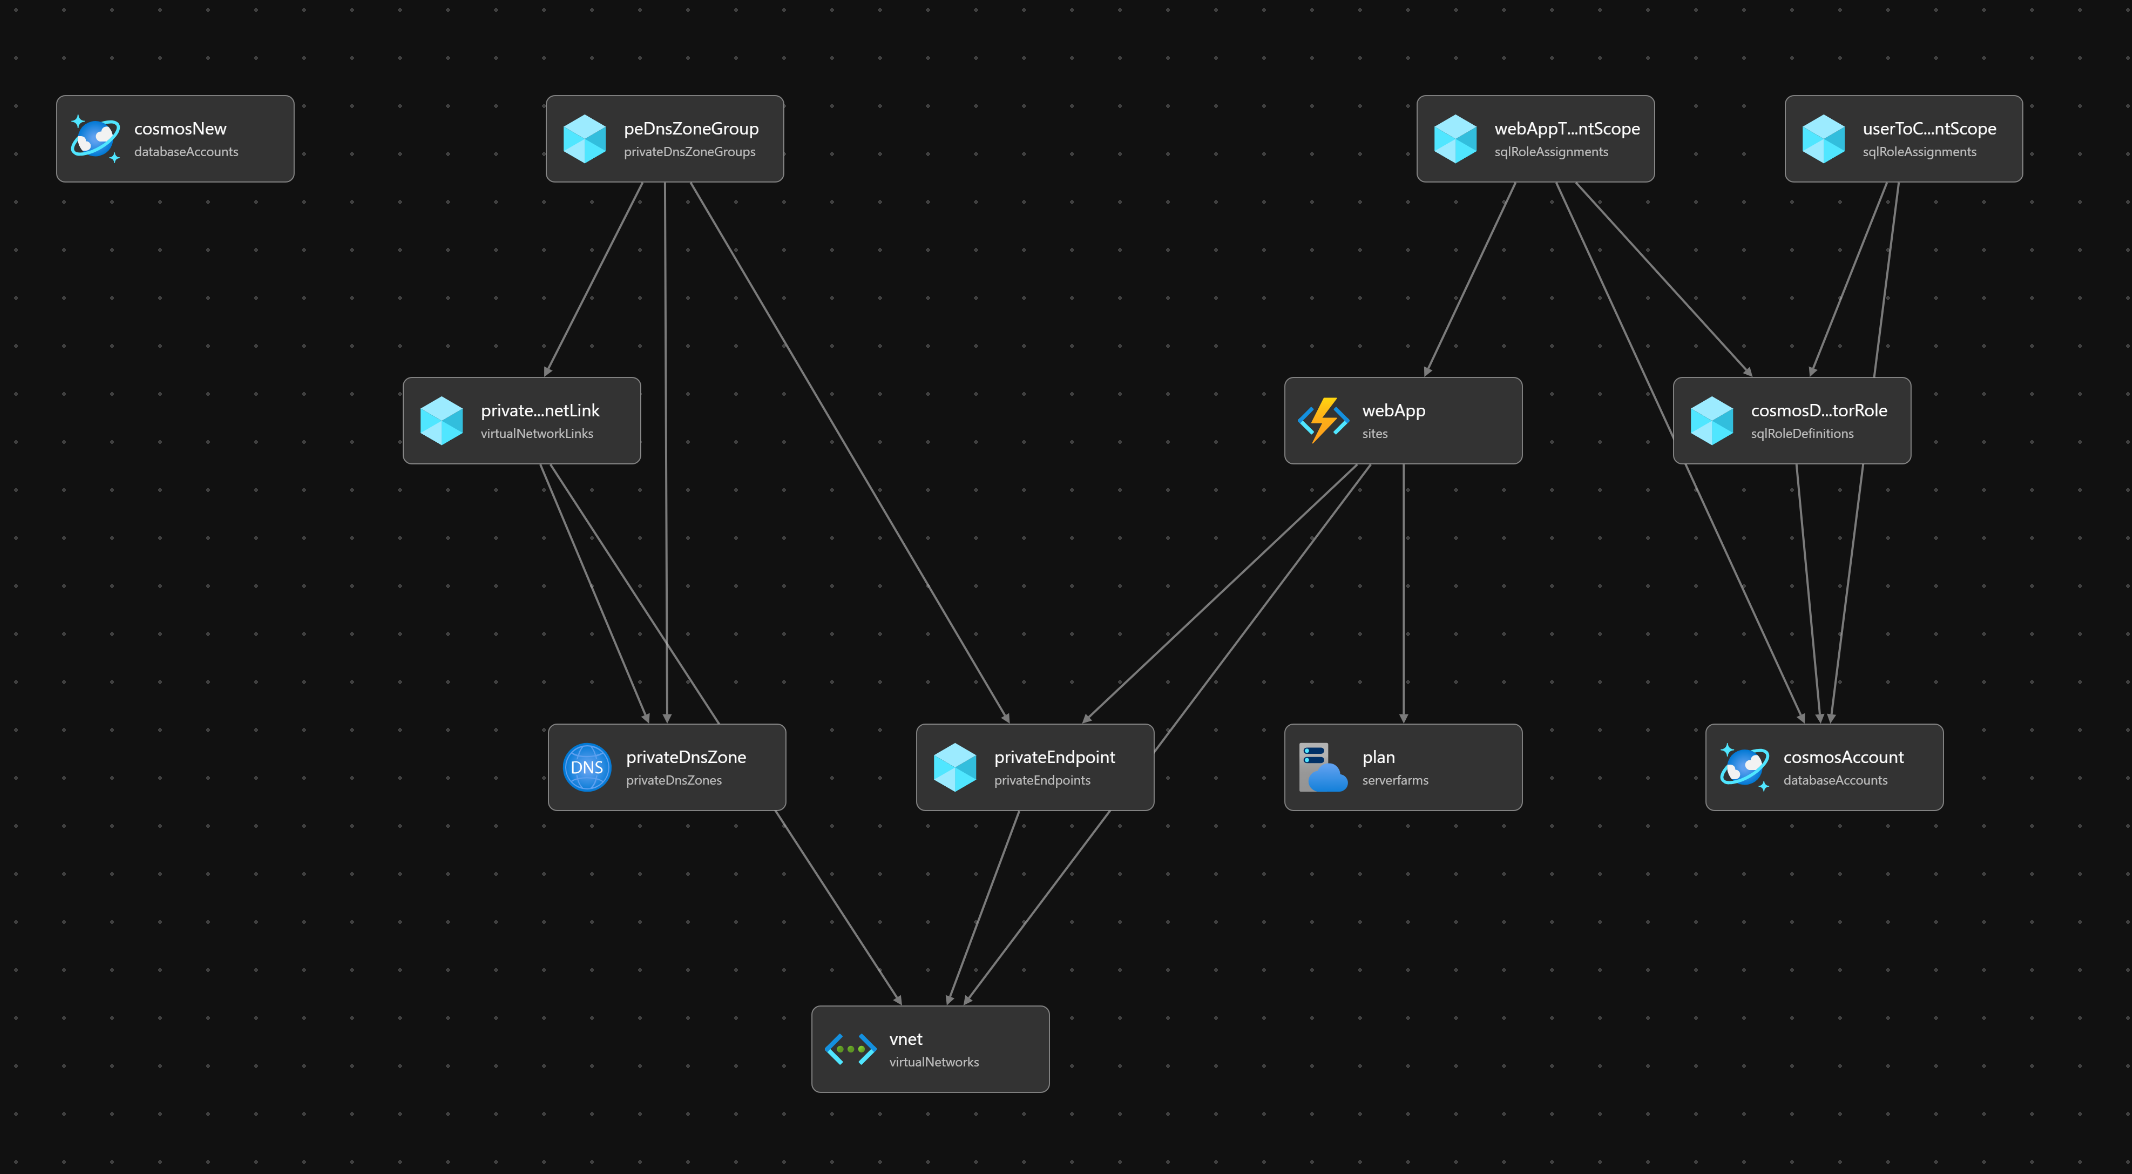 cosmosNew
databaseAccounts
peDnsZoneGroup
privateDnsZoneGroups
webAppT...ntScope
sqlRoleAssignments
userToC...ntScope
sqlRoleAssignments
private...netLink
virtualNetworkLinks
webApp
sites
cosmosD...torRole
sqlRoleDefinitions
DNS
privateDnsZone
privateDnsZones
privateEndpoint
privateEndpoints
plan
serverfarms
cosmosAccount
databaseAccounts
vnet
virtualNetworks